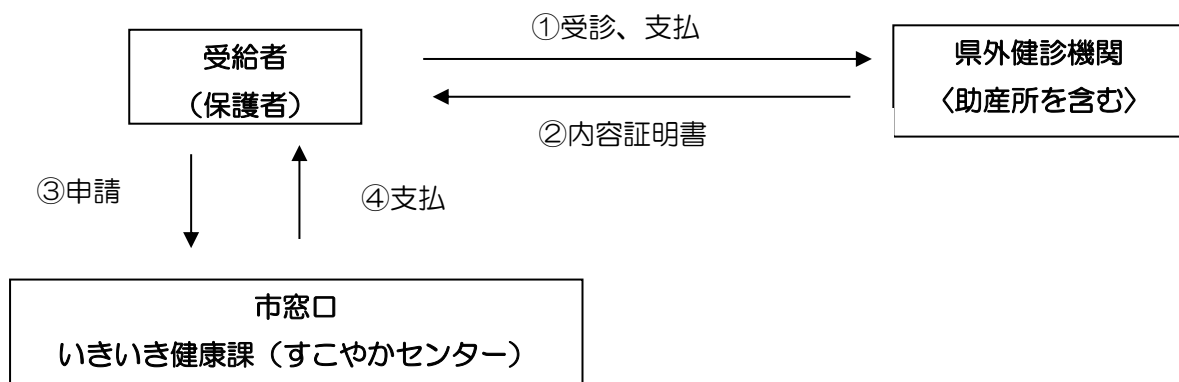 ①受診、支払
受給者
（保護者）
県外健診機関
〈助産所を含む〉
②内容証明書
③申請
④支払
市窓口
いきいき健康課（すこやかセンター）